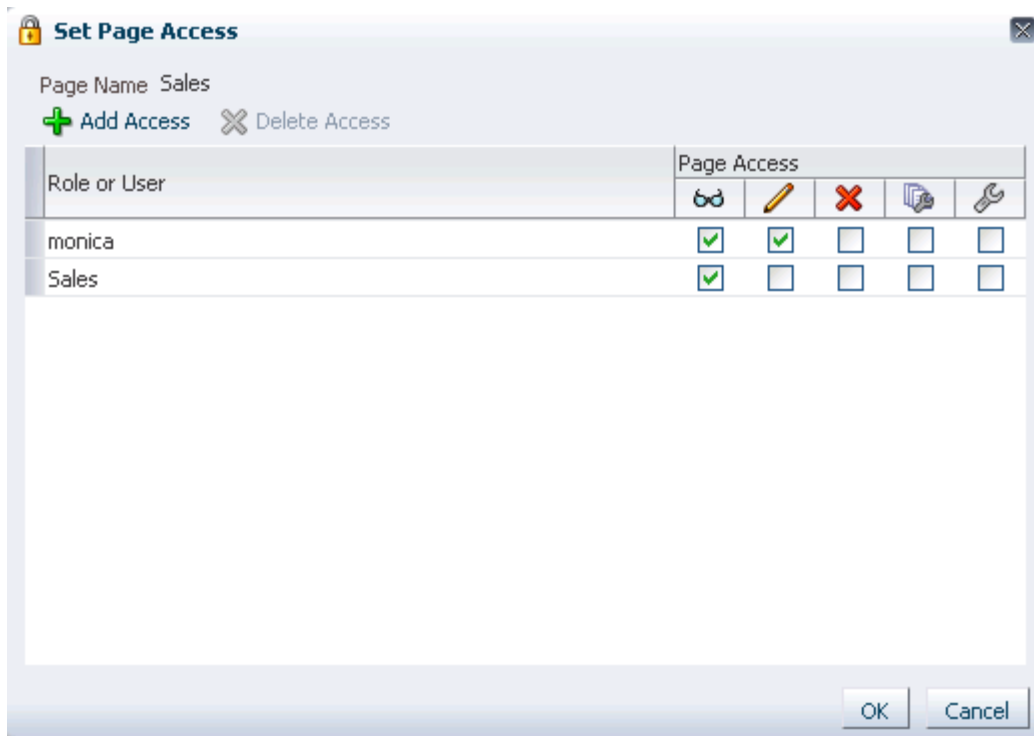 Set Page Access
Page Name Sales
Add Access Delete Access
Role or User
Page Access
monica
Sales
OK Cancel